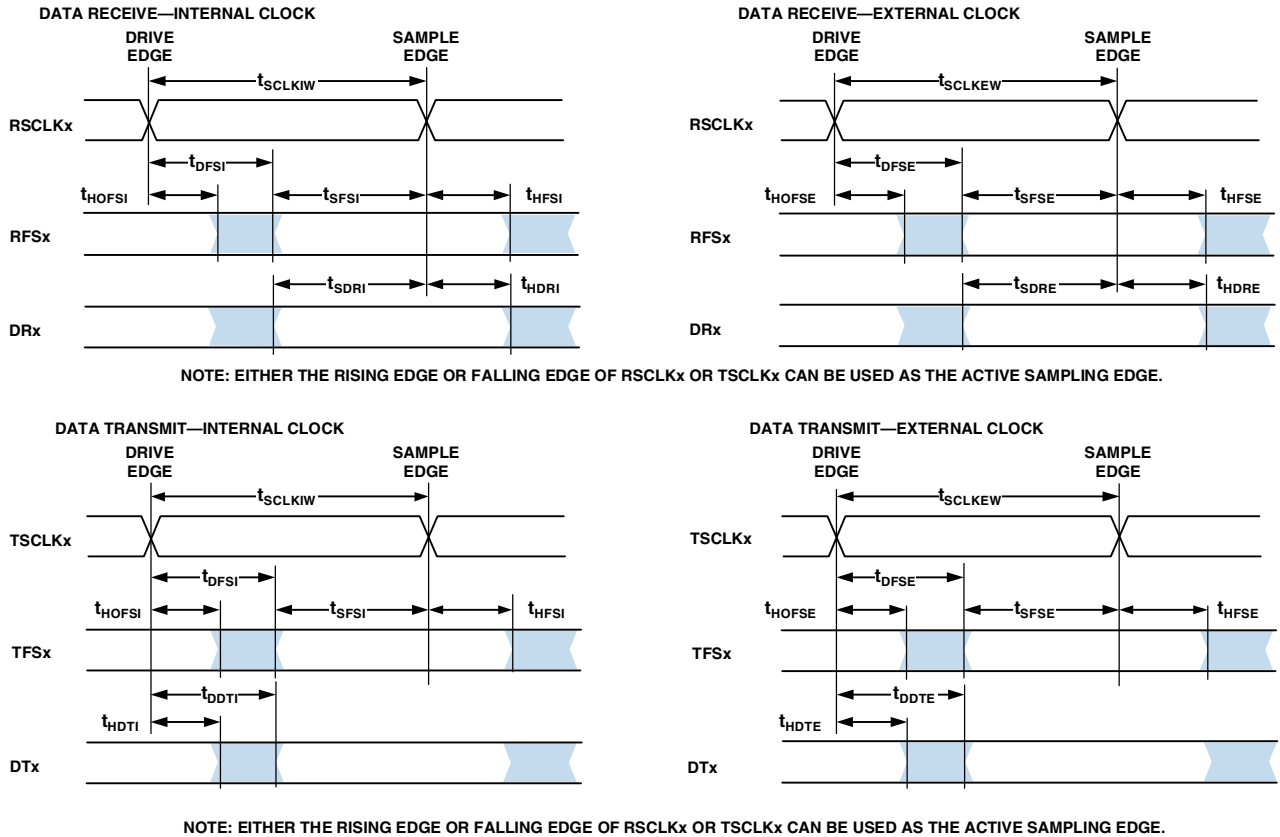 DATA RECEIVE—INTERNAL CLOCK
DRIVE EDGE
SAMPLE EDGE
tSCLKIW
RSCLKx
tDFSI
tHOFSI
tSFSI
tHFSI
RFSx
tSDRI
tHDRI
DRx
DATA RECEIVE—EXTERNAL CLOCK
DRIVE EDGE
SAMPLE EDGE
tSCLKEW
RSCLKx
tDFSE
tHOFSE
tSFSE
tHFSE
RFSx
tSDRE
tHDRE
DRx
NOTE: EITHER THE RISING EDGE OR FALLING EDGE OF RSCLKx OR TSCLKx CAN BE USED AS THE ACTIVE SAMPLING EDGE.
DATA TRANSMIT—INTERNAL CLOCK
DRIVE EDGE
SAMPLE EDGE
tSCLKIW
TSCLKx
tDFSI
tHOFSI
tSFSI
tHFSI
TFSx
tDDTI
tHDTI
DTx
DATA TRANSMIT—EXTERNAL CLOCK
DRIVE EDGE
SAMPLE EDGE
tSCLKEW
TSCLKx
tDFSE
tHOFSE
tSFSE
tHFSE
TFSx
tDDTE
tHDTE
DTx
NOTE: EITHER THE RISING EDGE OR FALLING EDGE OF RSCLKx OR TSCLKx CAN BE USED AS THE ACTIVE SAMPLING EDGE.